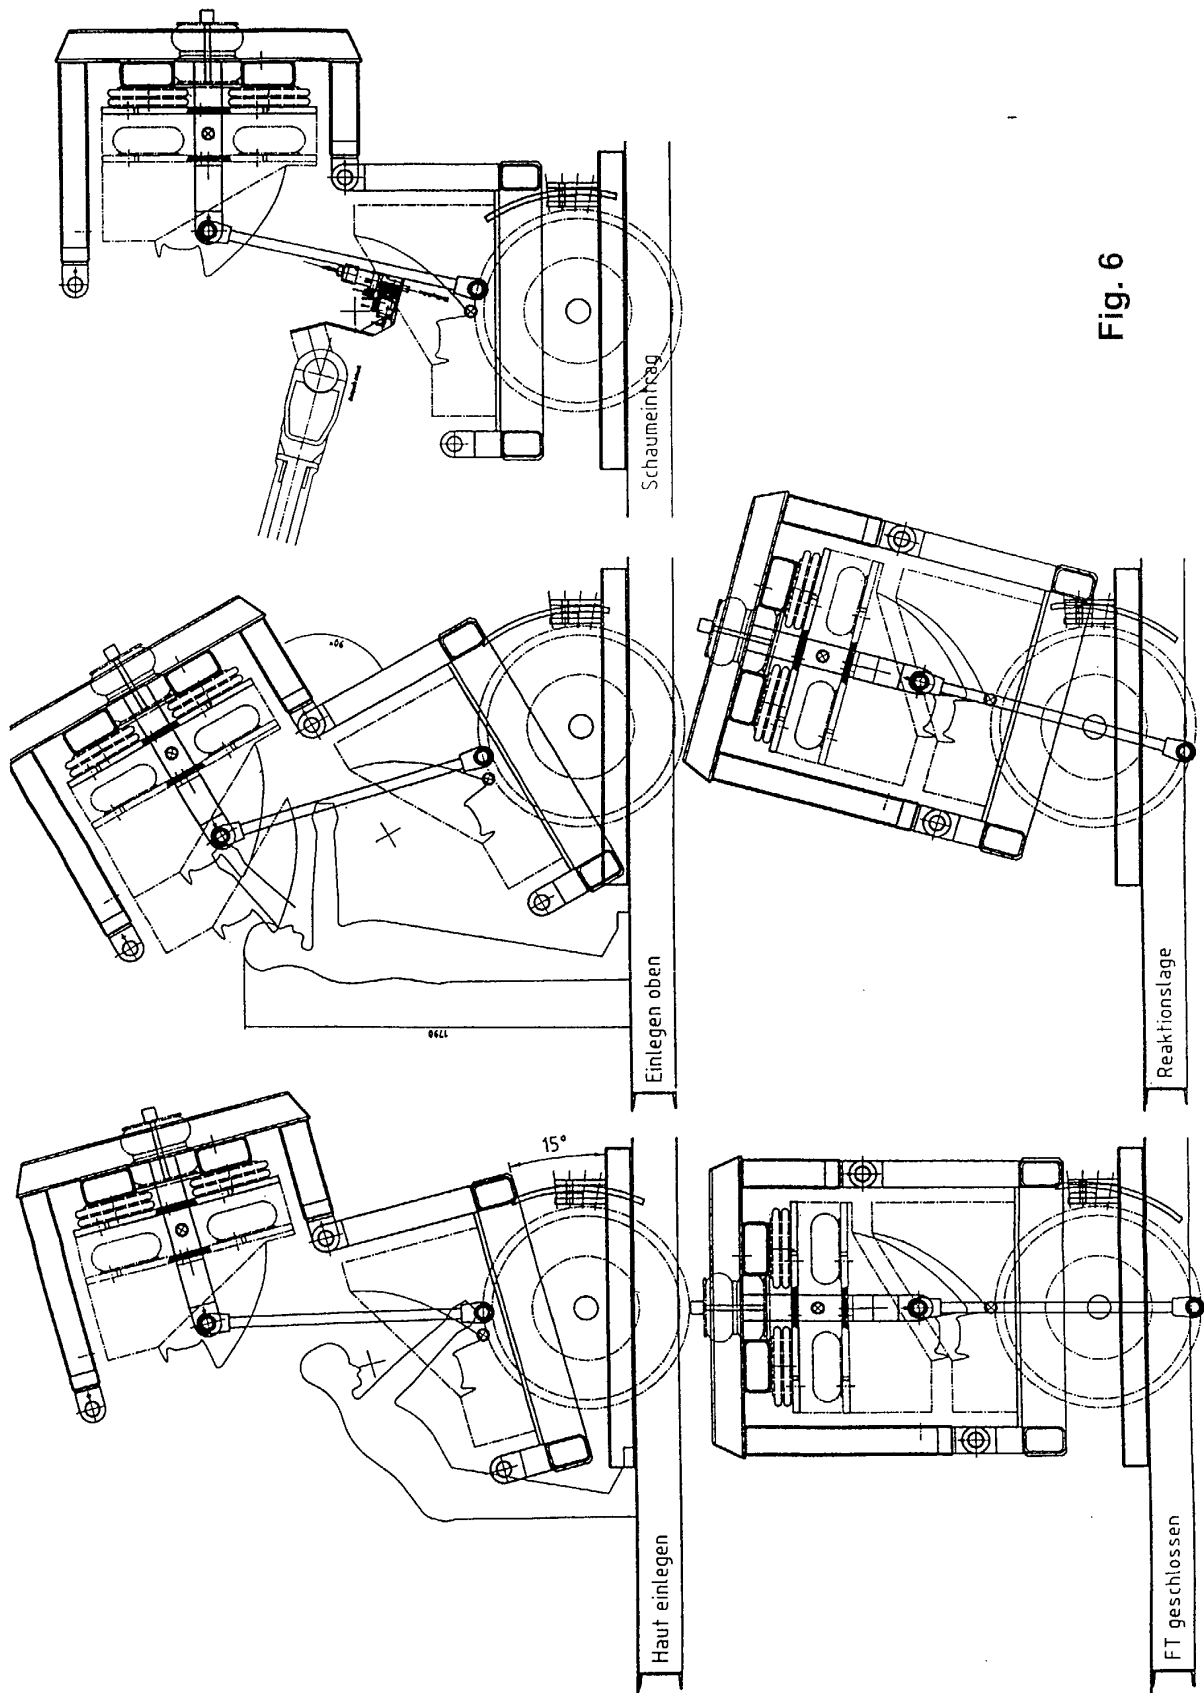 Haut einlegen
15°
Einlegen oben
1790
90°
Schaumeintrag
FT geschlossen
Reaktionslage
Fig. 6